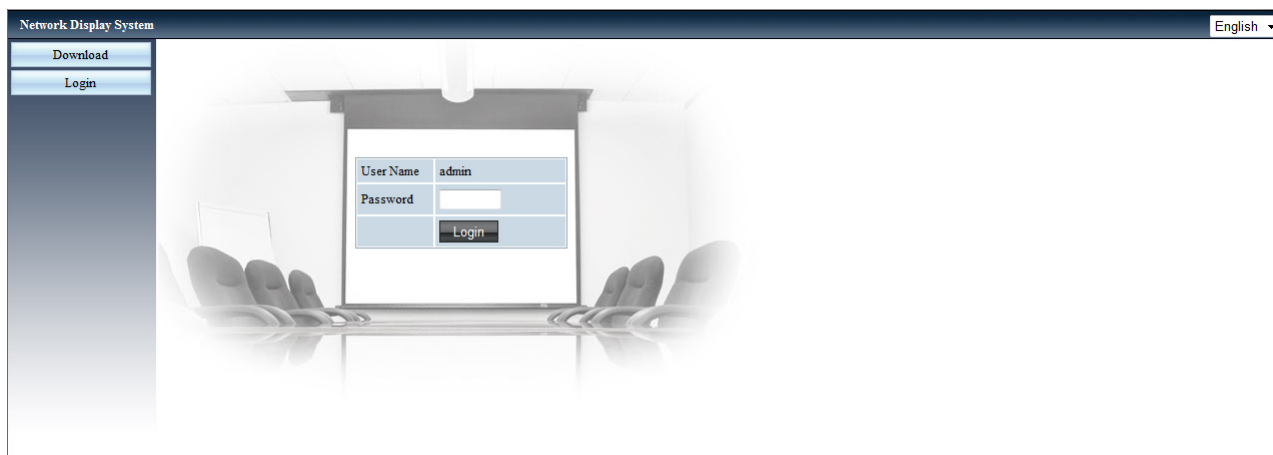 Network Display System
English
Download
Login
User Name admin
Password
Login